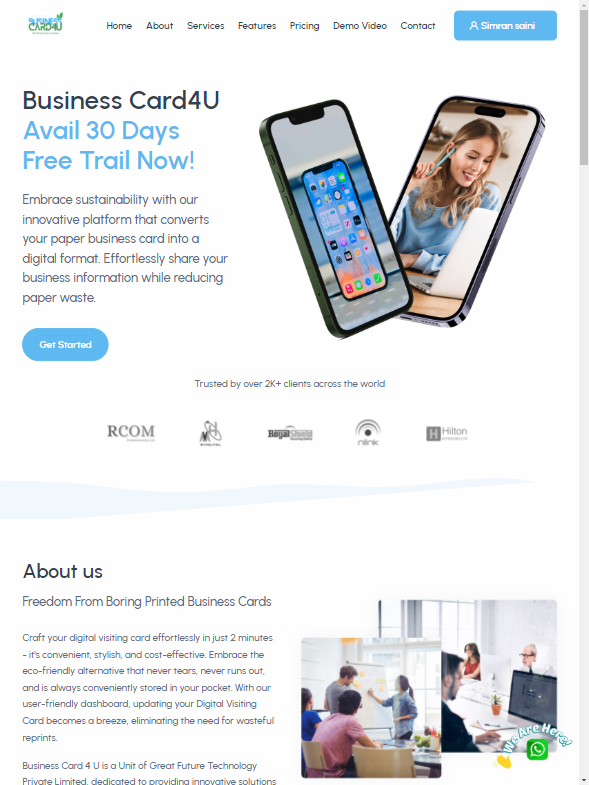 BUSINESS
CARD4U
Home About Services Features Pricing Demo Video Contact Simran saini
Business Card4U
Avail 30 Days
Free Trail Now!
Embrace sustainability with our
innovative platform that converts
your paper business card into a
digital format. Effortlessly share your
business information while reducing
paper waste.
Get Started
Trusted by over 2K+ clients across the world
RCOM
RoyalShield
nlink
Hilton
About us
Freedom From Boring Printed Business Cards
Craft your digital visiting card effortlessly in just 2 minutes
- it's convenient, stylish, and cost-effective. Embrace the
eco-friendly alternative that never tears, never runs out,
and is always conveniently stored in your pocket. With our
user-friendly dashboard, updating your Digital Visiting
Card becomes a breeze, eliminating the need for wasteful
reprints.
We Are Here!
Business Card 4 U is a Unit of Great Future Technology
Private Limited, dedicated to providing innovative solutions